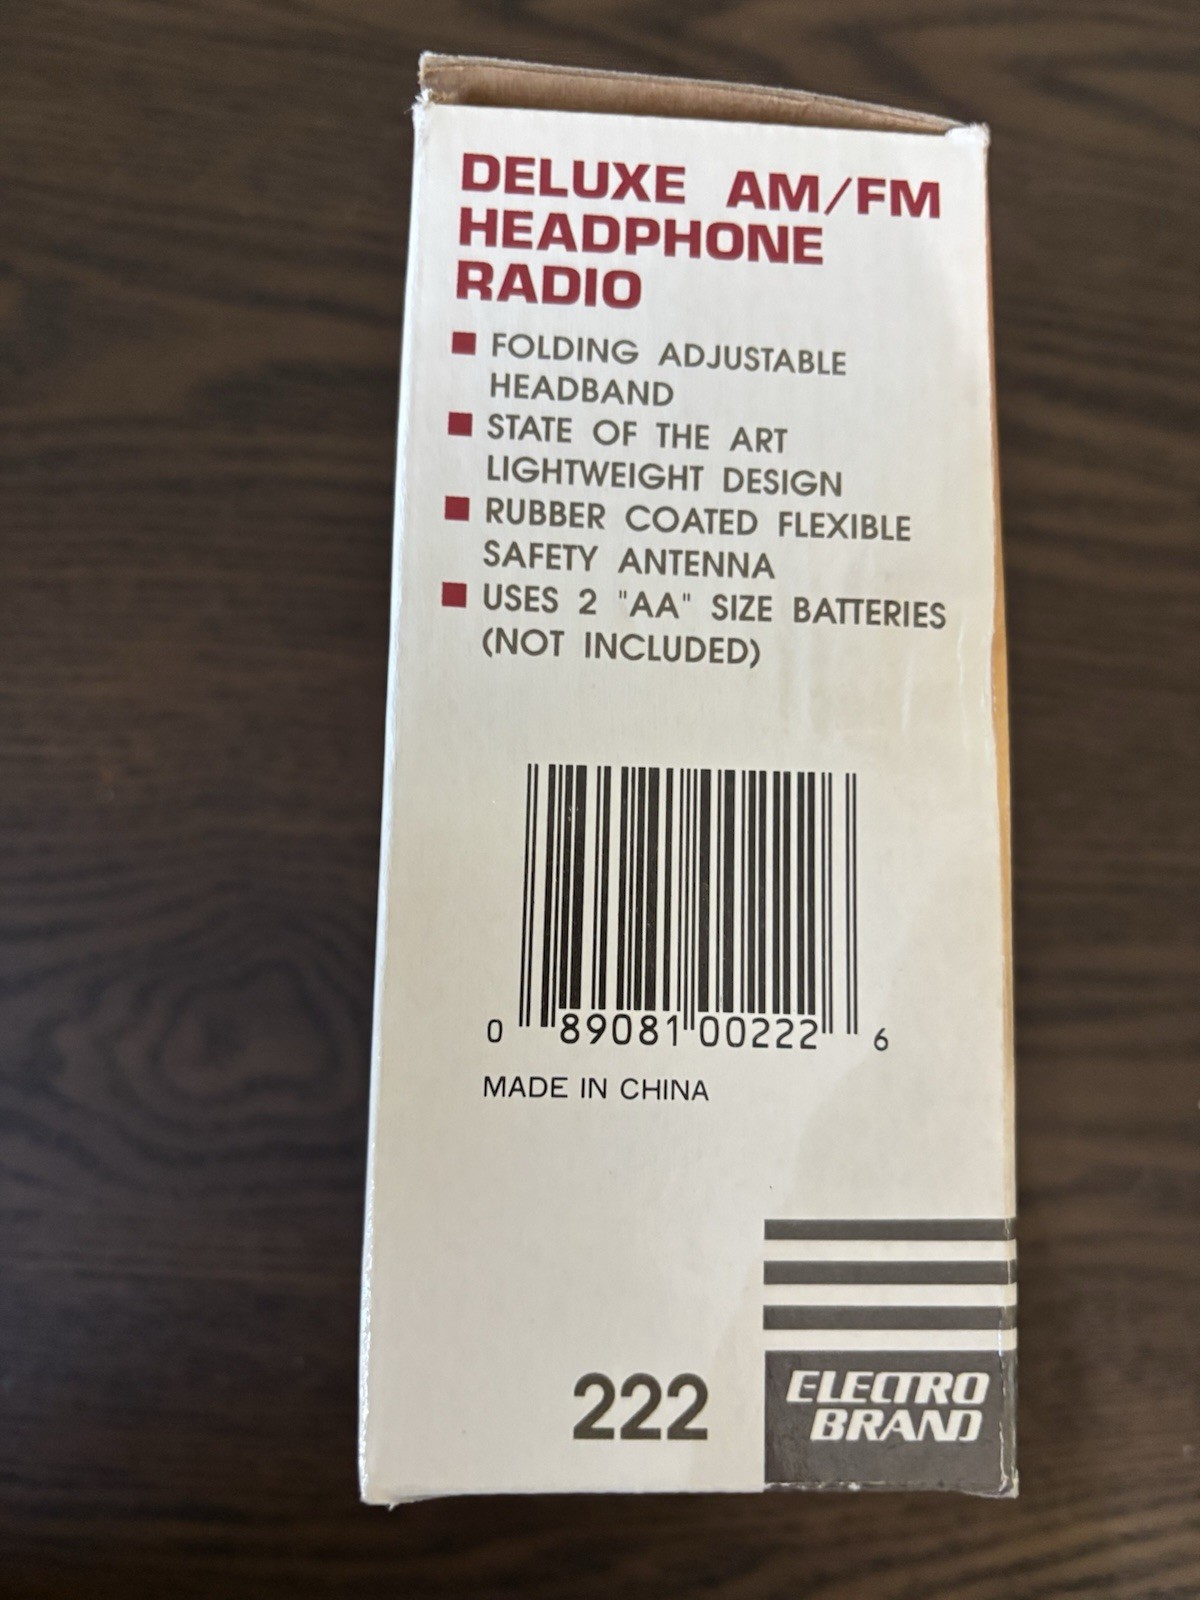 DELUXE AM/FM
HEADPHONE
RADIO
■ FOLDING ADJUSTABLE
HEADBAND
■ STATE OF THE ART
LIGHTWEIGHT DESIGN
■ RUBBER COATED FLEXIBLE
SAFETY ANTENNA
■ USES 2 "AA" SIZE BATTERIES
(NOT INCLUDED)
0 89081 00222 6
MADE IN CHINA
222
ELECTRO
BRAND